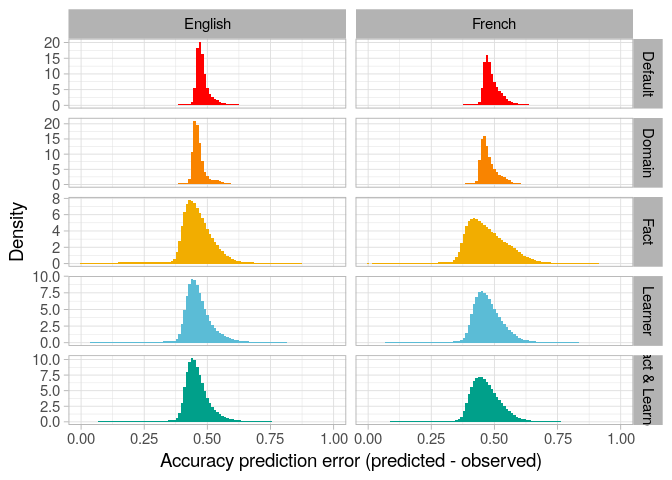 English French
20
15
10
5
0
Default
20
15
10
5
0
Domain
8
6
4
2
0
Fact
10.0
7.5
5.0
2.5
0.0
Learner
10.0
7.5
5.0
2.5
0.0
act & Learn
Density
0.00 0.25 0.50 0.75 1.00 0.00 0.25 0.50 0.75 1.00
Accuracy prediction error (predicted - observed)